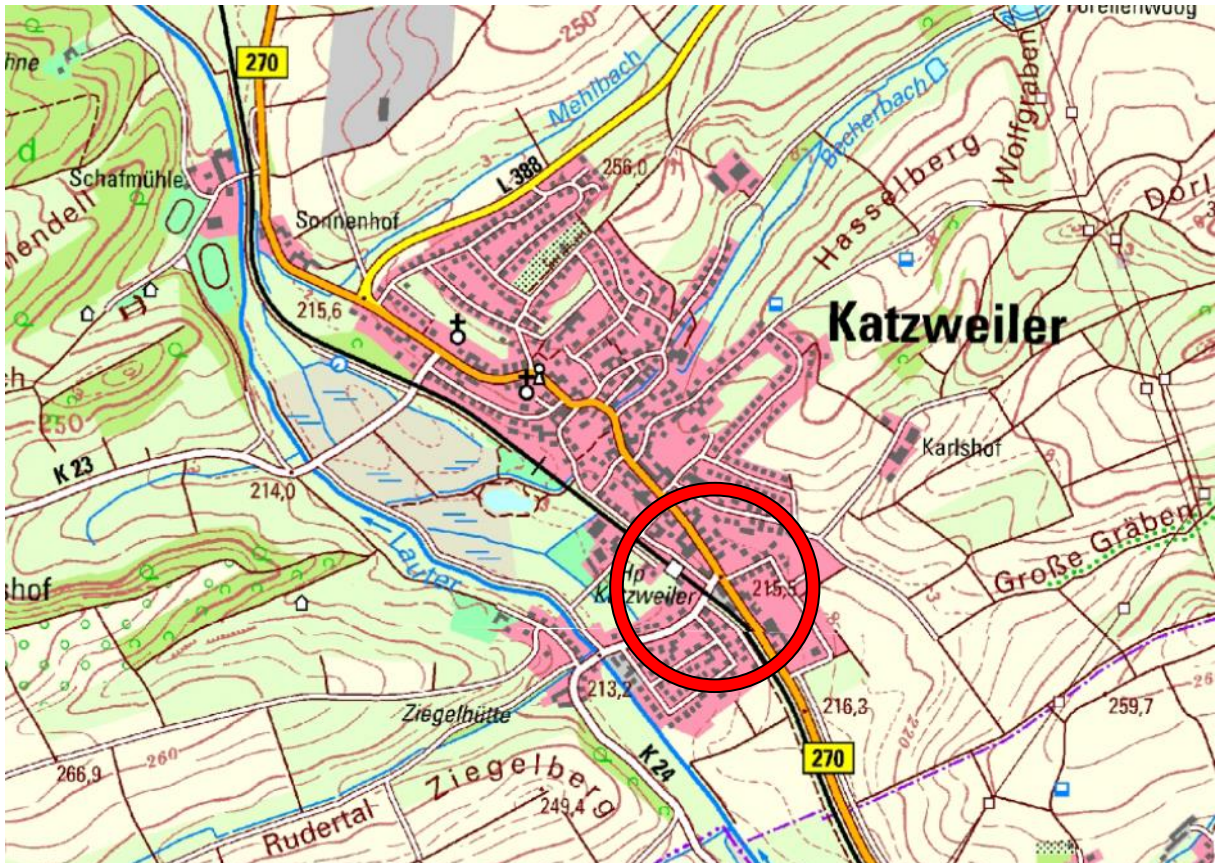 270
250
Mehlbach
Becherbach
Wolfgraben
L 388
256,0
Schafmühle
Sonnenhof
Hasselberg
215,6
Katzweiler
250
K 23
214,0
Karlshof
Lauter
Hp
Katzweiler
215,5
Große Gräben
213,2
Ziegelhütte
216,3
259,7
220
270
K 24
260
266,9
Ziegelberg
249,4
Rudertal